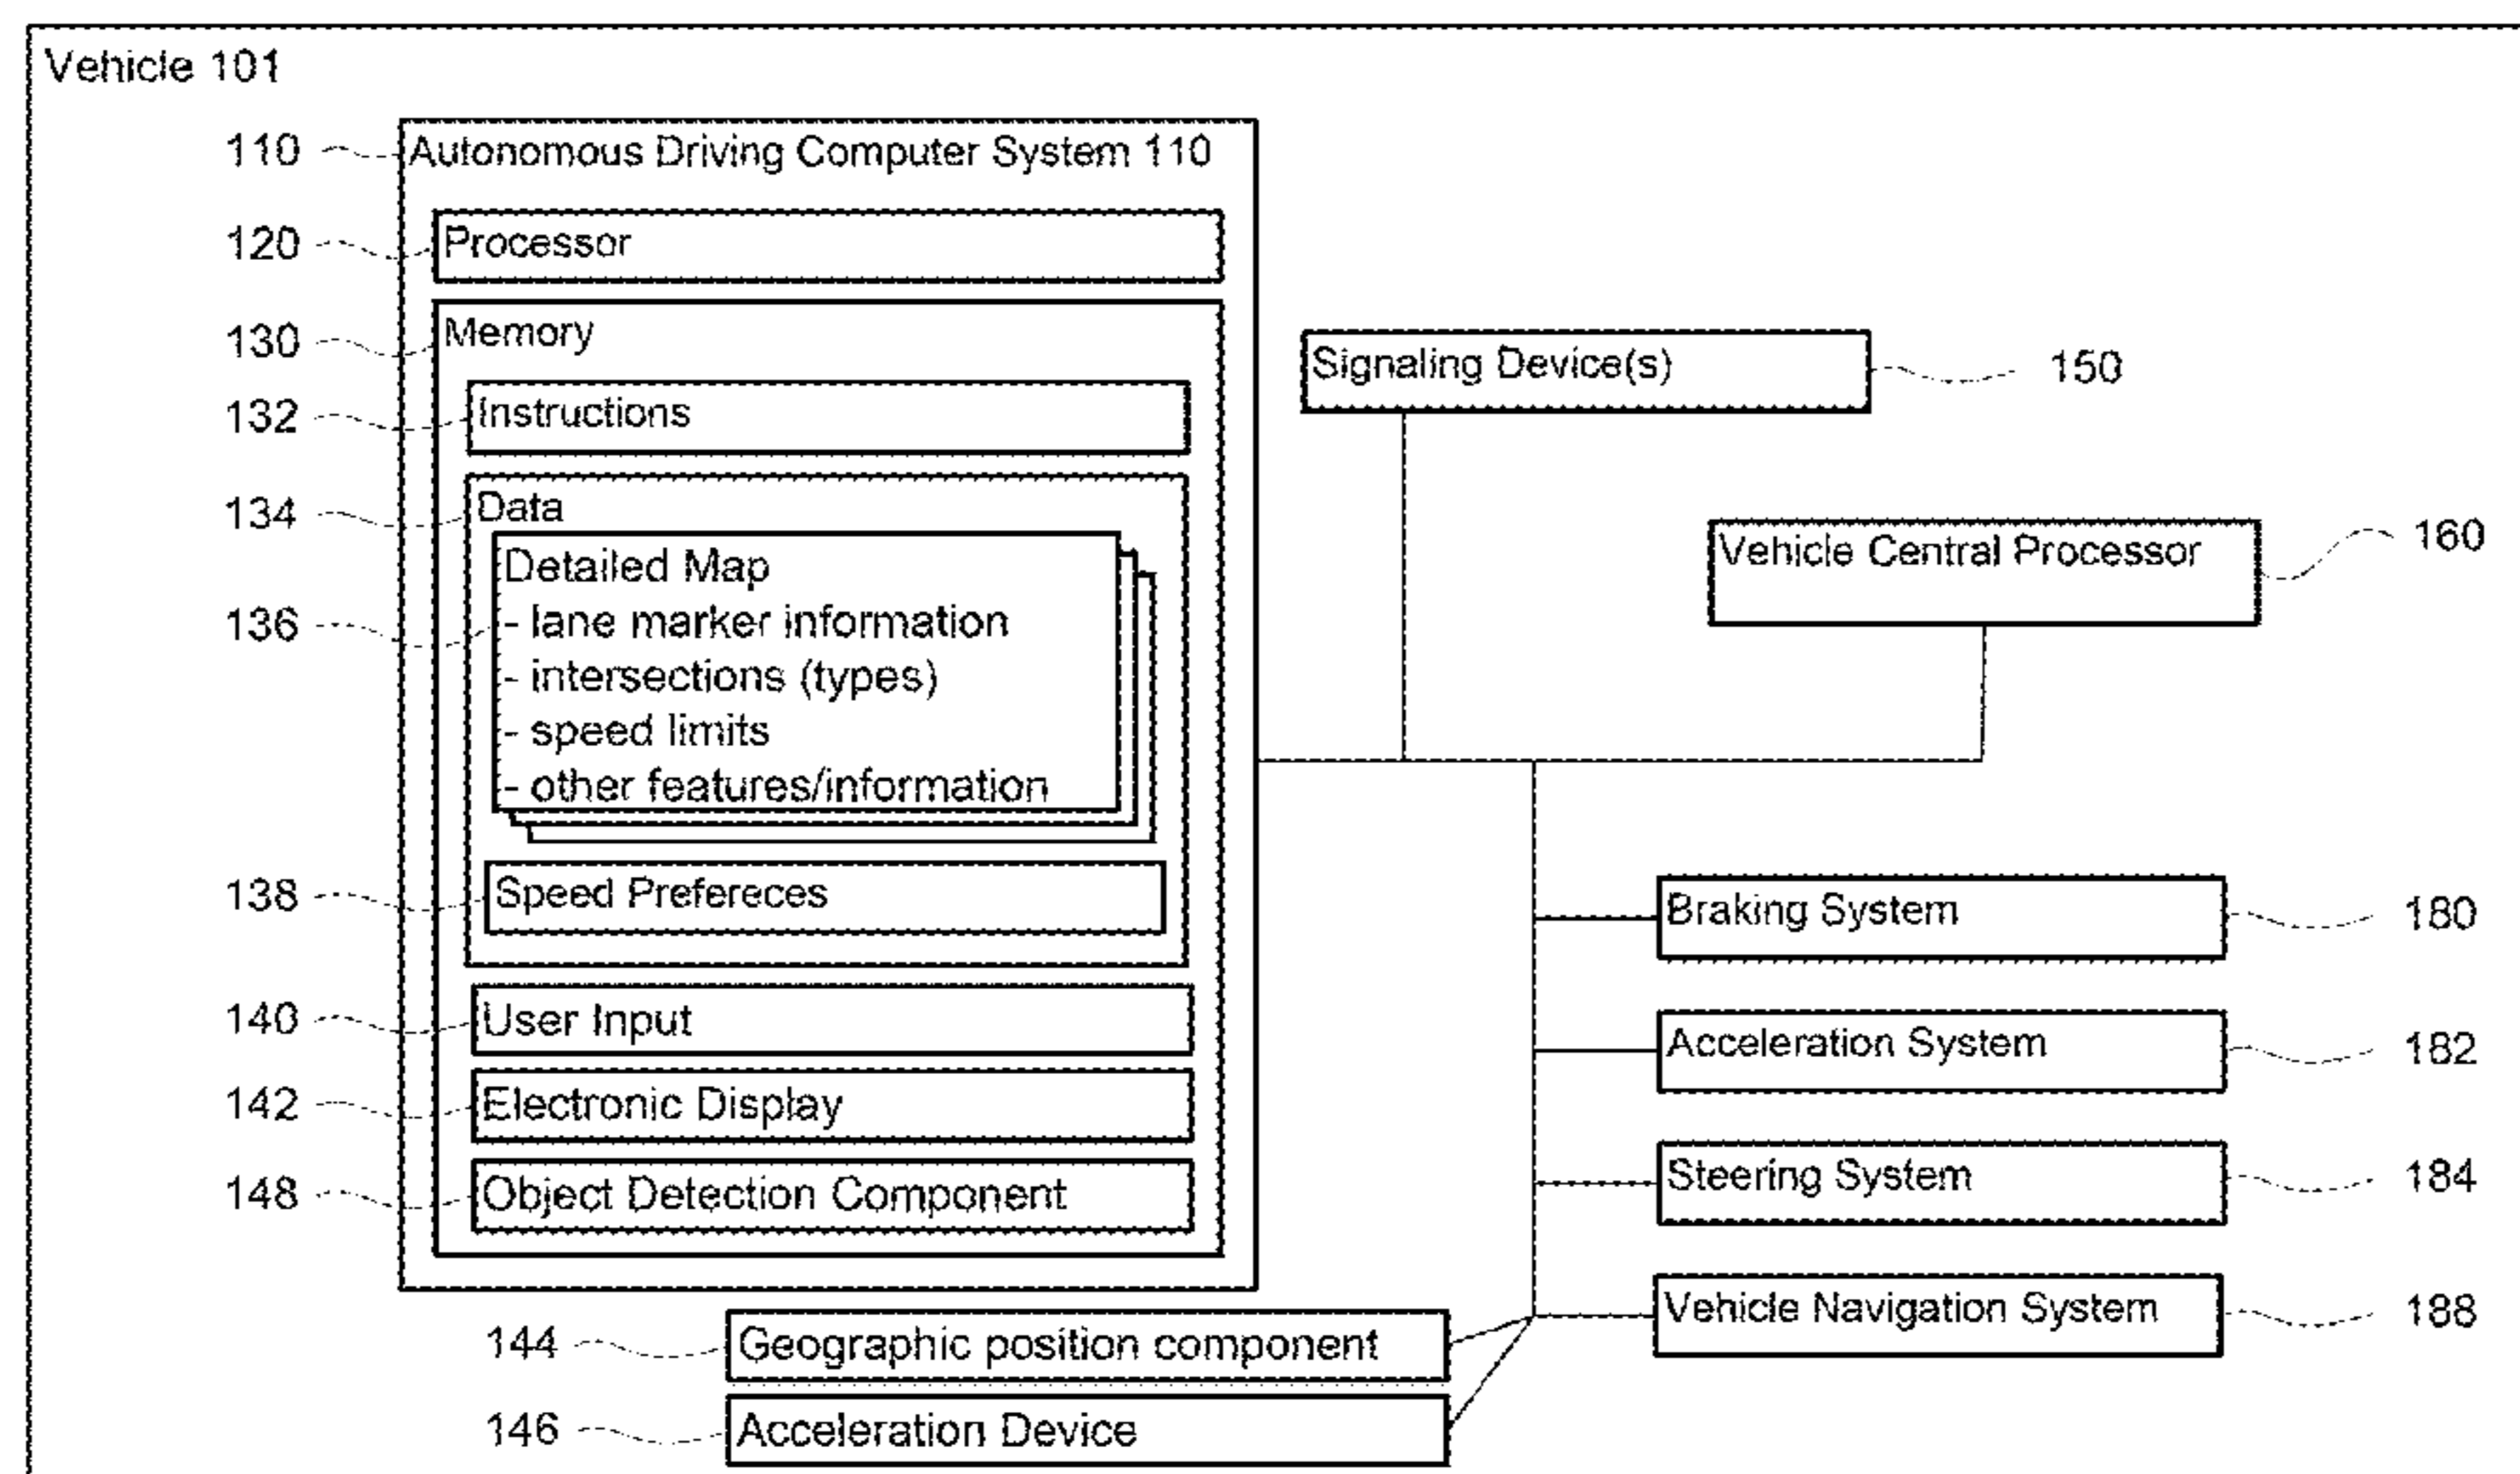 Vehicle 101
110 Autonomous Driving Computer System 110
120 Processor
130 Memory
132 Instructions
134 Data
136 Detailed Map
- lane marker information
- intersections (types)
- speed limits
- other features/information
138 Speed Prefereces
140 User Input
142 Electronic Display
148 Object Detection Component
144 Geographic position component
146 Acceleration Device
Signaling Device(s) 150
Vehicle Central Processor 160
Braking System 180
Acceleration System 182
Steering System 184
Vehicle Navigation System 188